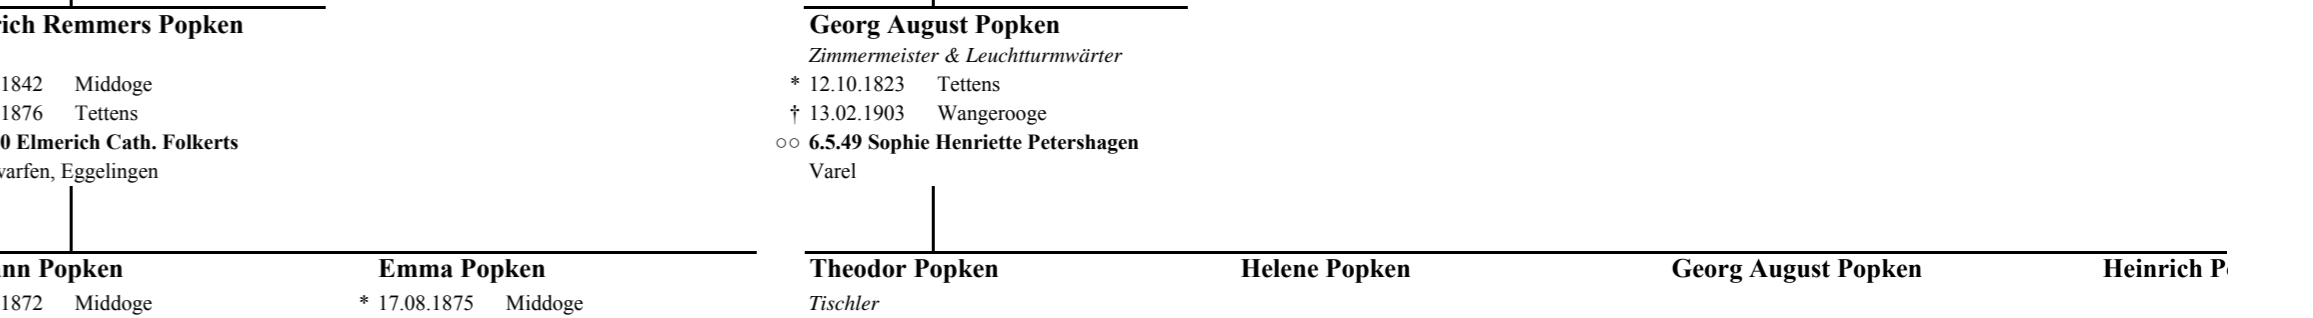 rich Remmers Popken
1842 Middoge
1876 Tettens
0 Elmerich Cath. Folkerts
varfen, Eggelingen
Georg August Popken
Zimmermeister & Leuchtturmwärter
* 12.10.1823 Tettens
† 13.02.1903 Wangerooge
○○ 6.5.49 Sophie Henriette Petershagen
Varel
nn Popken
1872 Middoge
Emma Popken
* 17.08.1875 Middoge
Theodor Popken
Tischler
Helene Popken
Georg August Popken
Heinrich P